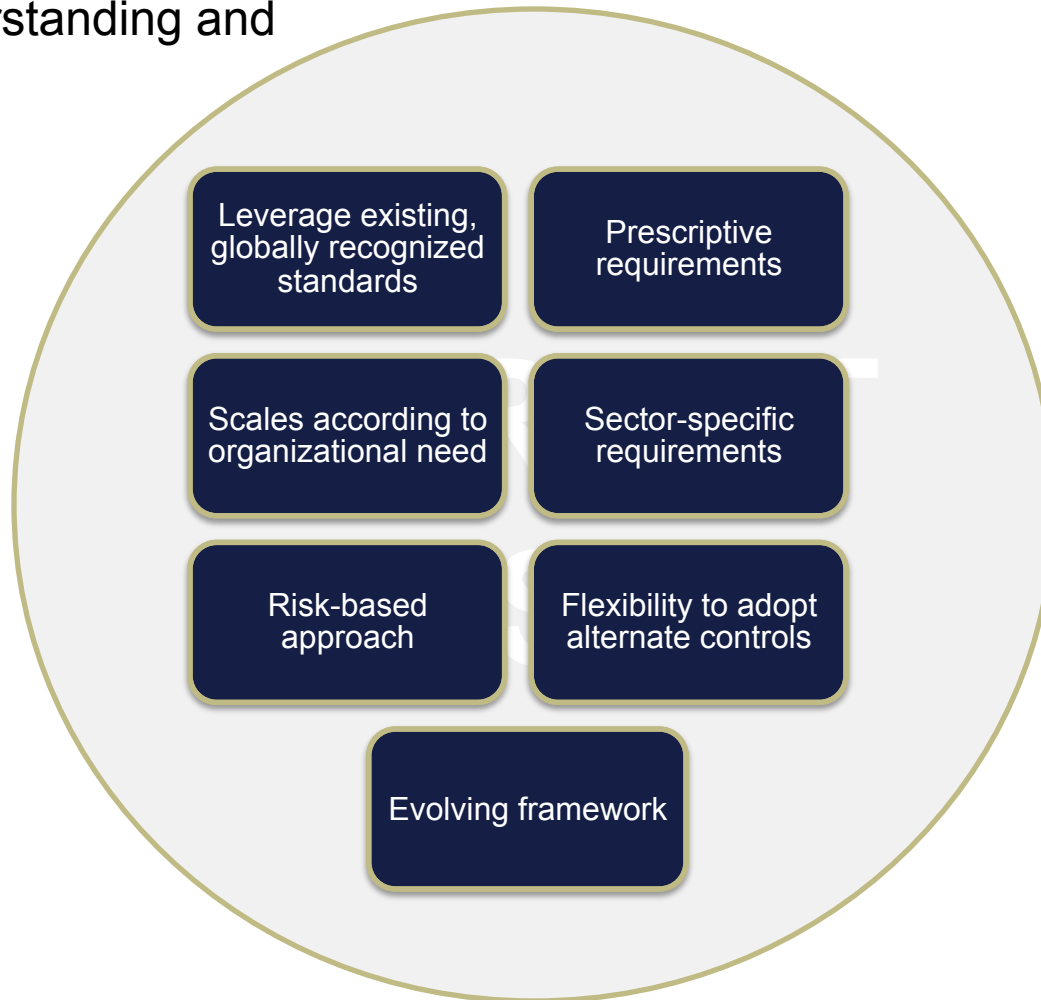 rstanding and
Leverage existing,
globally recognized
standards
Prescriptive
requirements
Scales according to
organizational need
Sector-specific
requirements
Risk-based
approach
Flexibility to adopt
alternate controls
Evolving framework